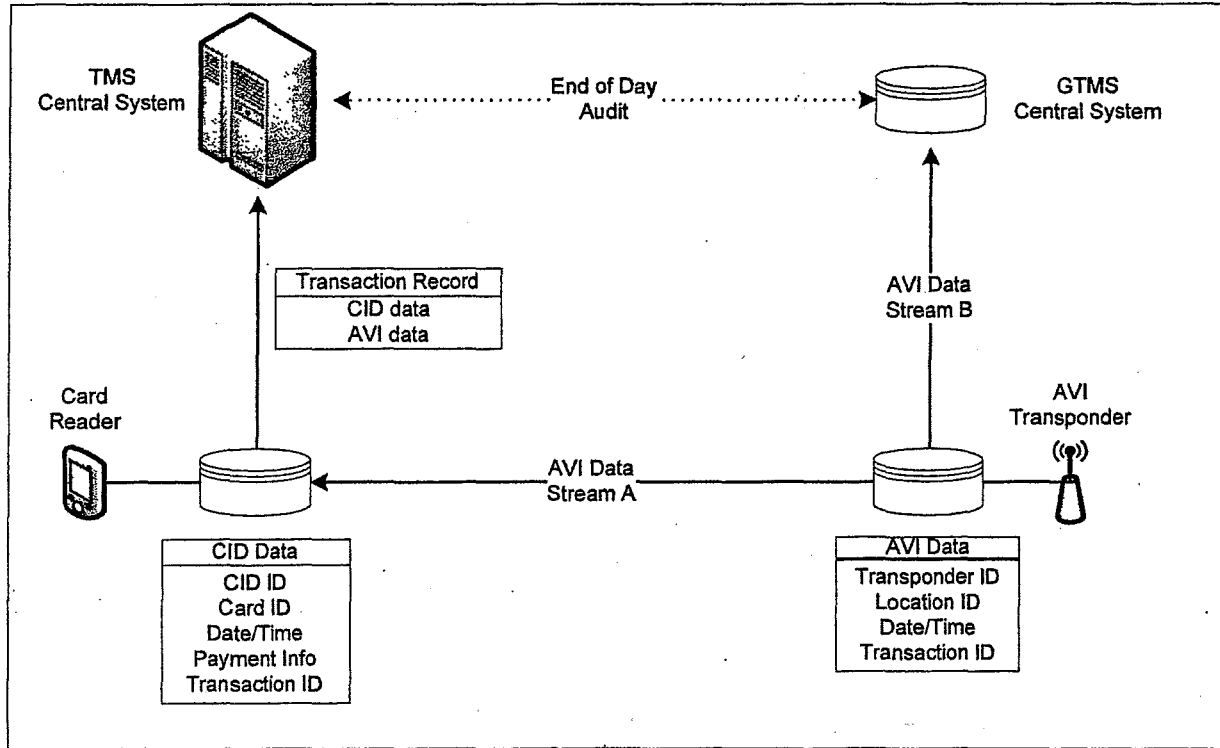 TMS
Central System
End of Day
Audit
GTMS
Central System
Transaction Record
CID data
AVI data
AVI Data
Stream B
Card
Reader
AVI
Transponder
AVI Data
Stream A
CID Data
CID ID
Card ID
Date/Time
Payment Info
Transaction ID
AVI Data
Transponder ID
Location ID
Date/Time
Transaction ID